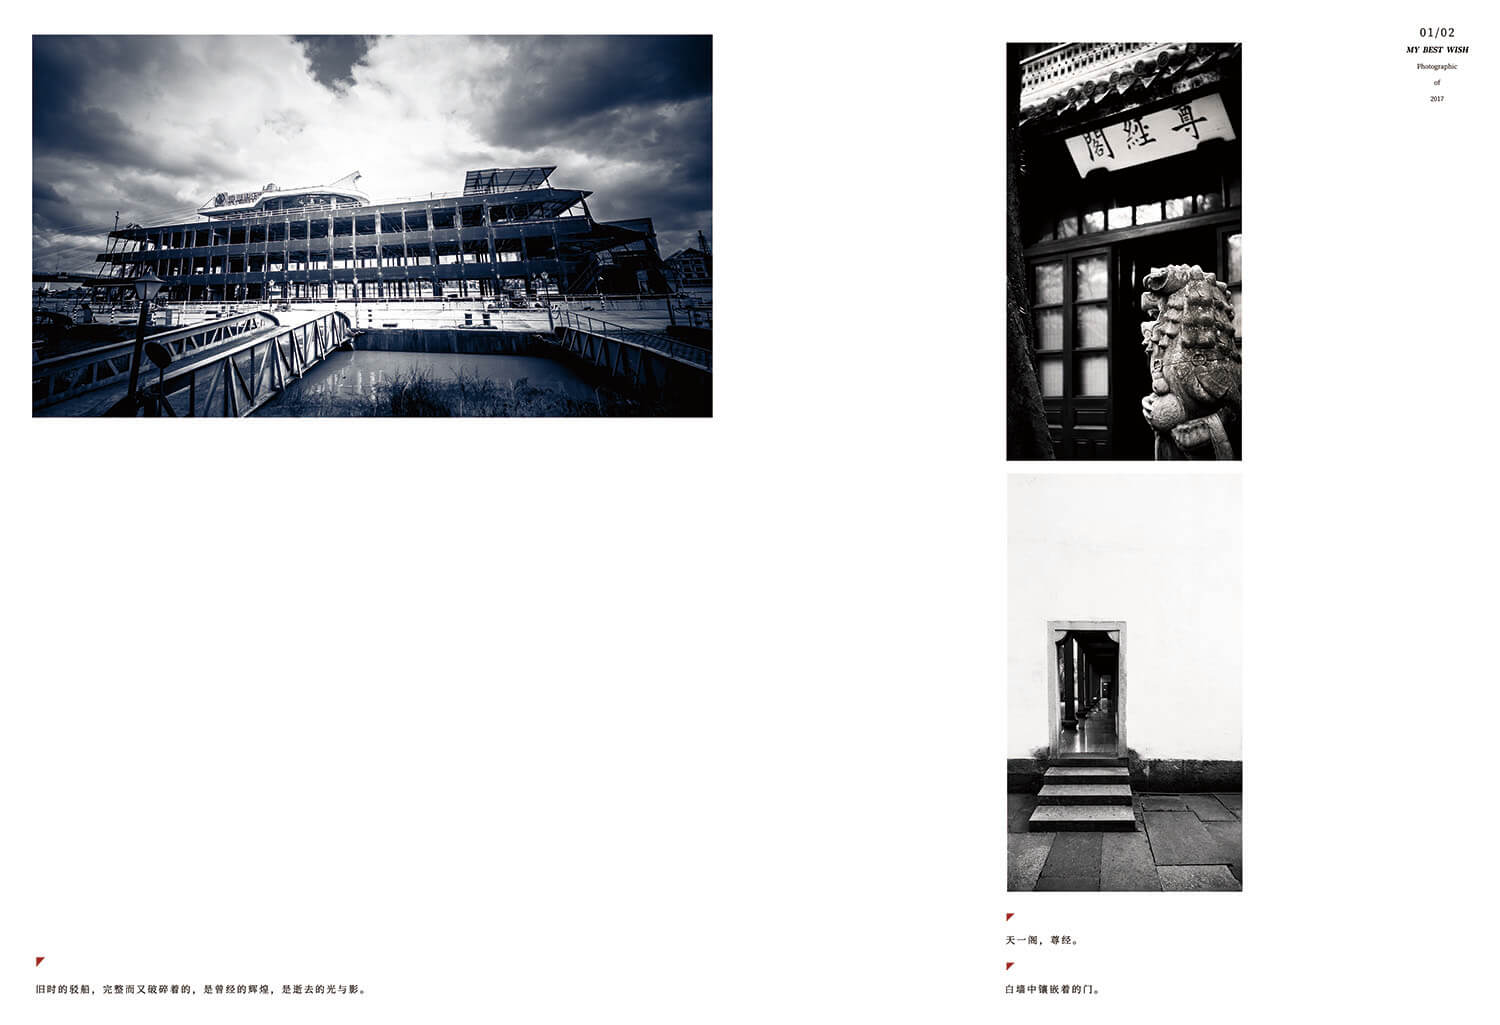 01/02
MY BEST WISH
Photographic
of
2017
尊經閣
旧时的驳船，完整而又破碎着的，是曾经的辉煌，是逝去的光与影。
天一阁，尊经。
白墙中镶嵌着的门。